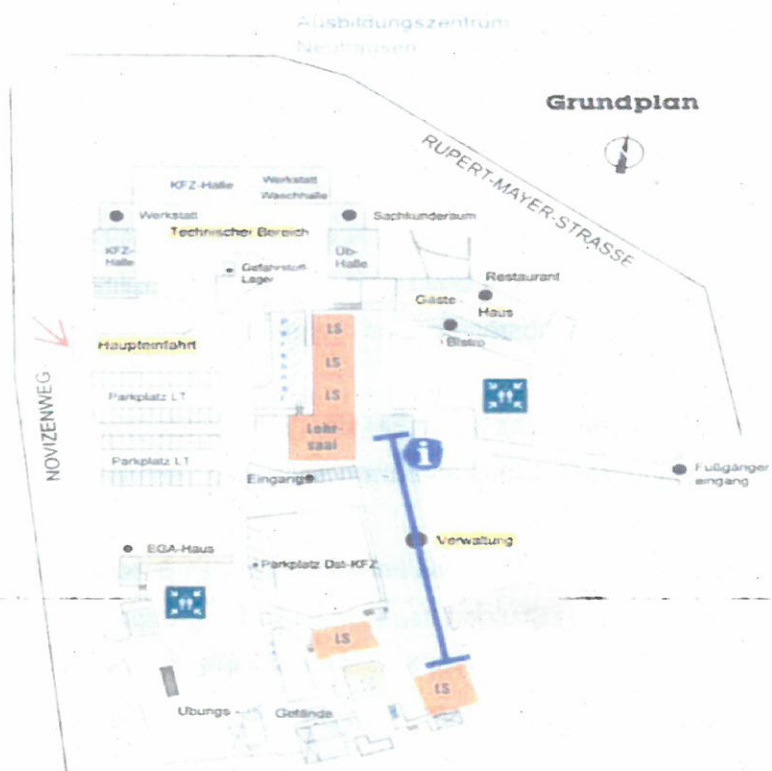 Ausbildungszentrum
Neuhausen
Grundplan
RUPERT-MAYER-STRASSE
KFZ-Halle
Werkstatt
Waschhalle
Werkstatt
Sachkunderaum
Technischer Bereich
KFZ-
Halle
Üb-
Halle
Gefahrstoff-
Lager
Restaurant
Gäste-
Haus
Bistro
Haupteinfahrt
LS
LS
LS
Lehr-
saal
NOVIZENWEG
Parkplatz LT
Parkplatz LT
i
Eingang
Fußgänger
eingang
EGA-Haus
Parkplatz Dst-KFZ
Verwaltung
LS
LS
Übungs - Gelände